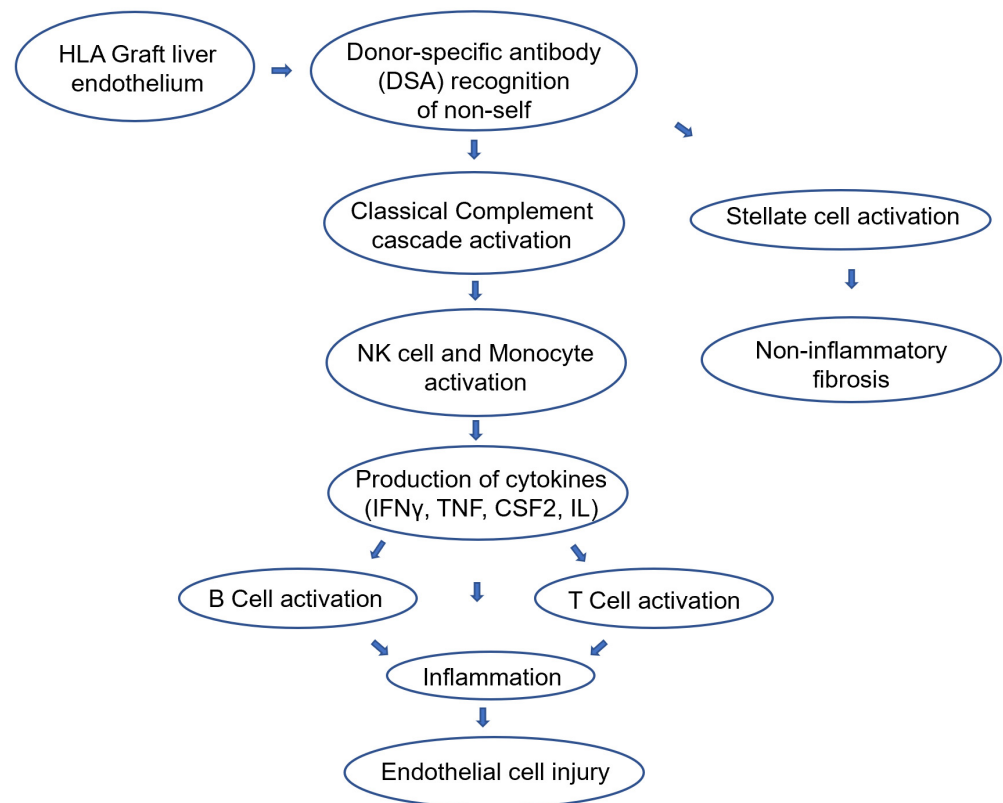 HLA Graft liver
endothelium
Donor-specific antibody
(DSA) recognition
of non-self
Classical Complement
cascade activation
Stellate cell activation
NK cell and Monocyte
activation
Non-inflammatory
fibrosis
Production of cytokines
(IFNγ, TNF, CSF2, IL)
B Cell activation
T Cell activation
Inflammation
Endothelial cell injury